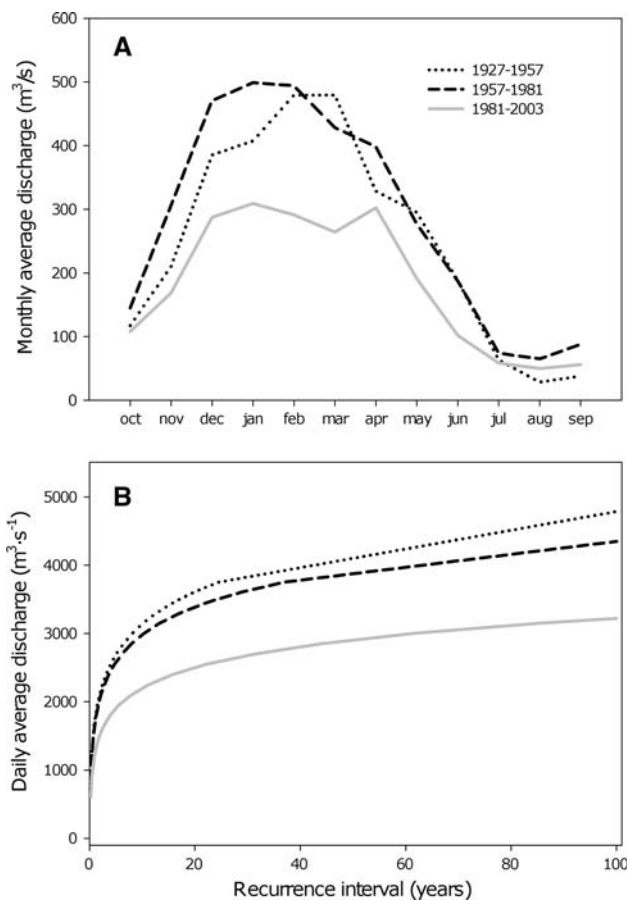 A
600
500
400
300
200
100
0
Monthly average discharge (m³/s)
1927-1957
1957-1981
1981-2003
oct nov dec jan feb mar apr may jun jul aug sep
B
5000
4000
3000
2000
1000
0
Daily average discharge (m³·s⁻¹)
0 20 40 60 80 100
Recurrence interval (years)